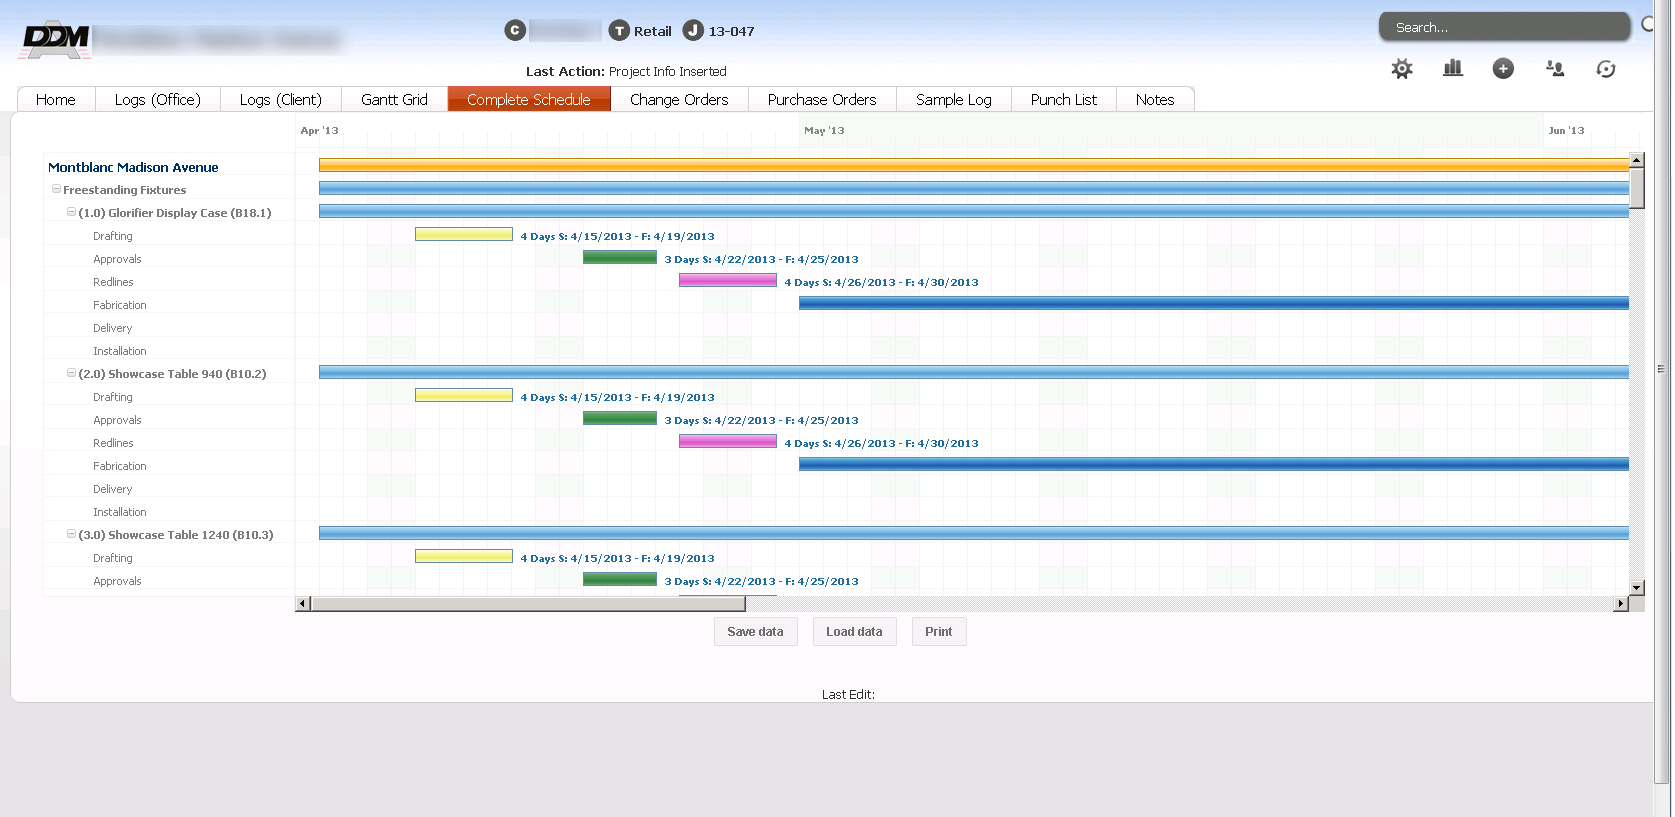 DDM
C T Retail J 13-047
Search...
Last Action: Project Info Inserted
Home Logs (Office) Logs (Client) Gantt Grid Complete Schedule Change Orders Purchase Orders Sample Log Punch List Notes
Apr '13 May '13 Jun '13
Montblanc Madison Avenue
Freestanding Fixtures
(1.0) Glorifier Display Case (B18.1)
Drafting 4 Days S: 4/15/2013 - F: 4/19/2013
Approvals 3 Days S: 4/22/2013 - F: 4/25/2013
Redlines 4 Days S: 4/26/2013 - F: 4/30/2013
Fabrication
Delivery
Installation
(2.0) Showcase Table 940 (B10.2)
Drafting 4 Days S: 4/15/2013 - F: 4/19/2013
Approvals 3 Days S: 4/22/2013 - F: 4/25/2013
Redlines 4 Days S: 4/26/2013 - F: 4/30/2013
Fabrication
Delivery
Installation
(3.0) Showcase Table 1240 (B10.3)
Drafting 4 Days S: 4/15/2013 - F: 4/19/2013
Approvals 3 Days S: 4/22/2013 - F: 4/25/2013
Save data Load data Print
Last Edit: